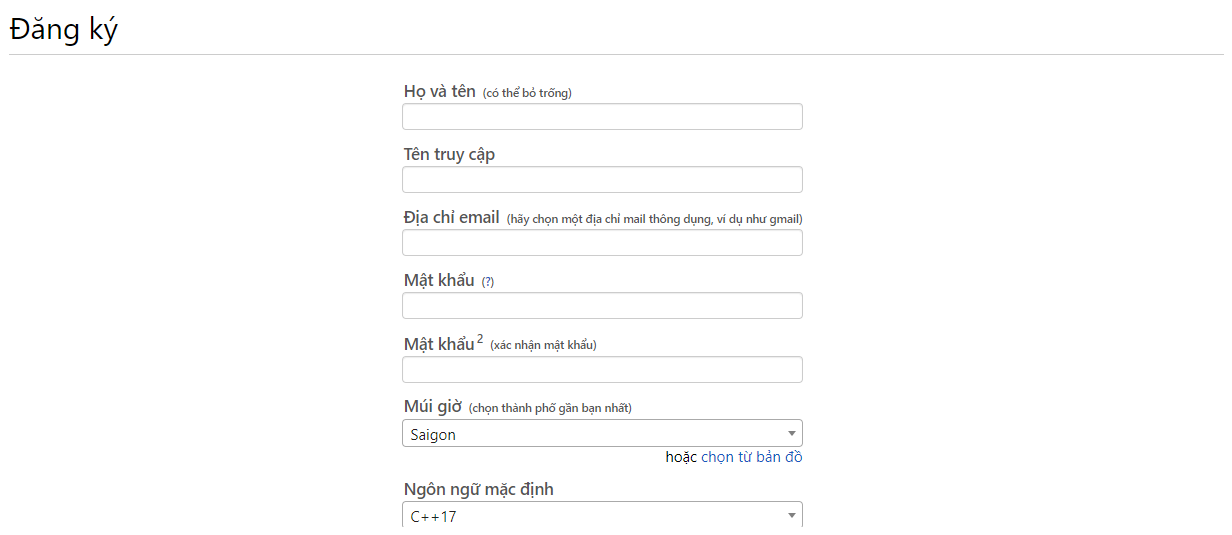 Đăng ký
Họ và tên (có thể bỏ trống)
Tên truy cập
Địa chỉ email (hãy chọn một địa chỉ mail thông dụng, ví dụ như gmail)
Mật khẩu (?)
Mật khẩu² (xác nhận mật khẩu)
Múi giờ (chọn thành phố gần bạn nhất)
Saigon
hoặc chọn từ bản đồ
Ngôn ngữ mặc định
C++17